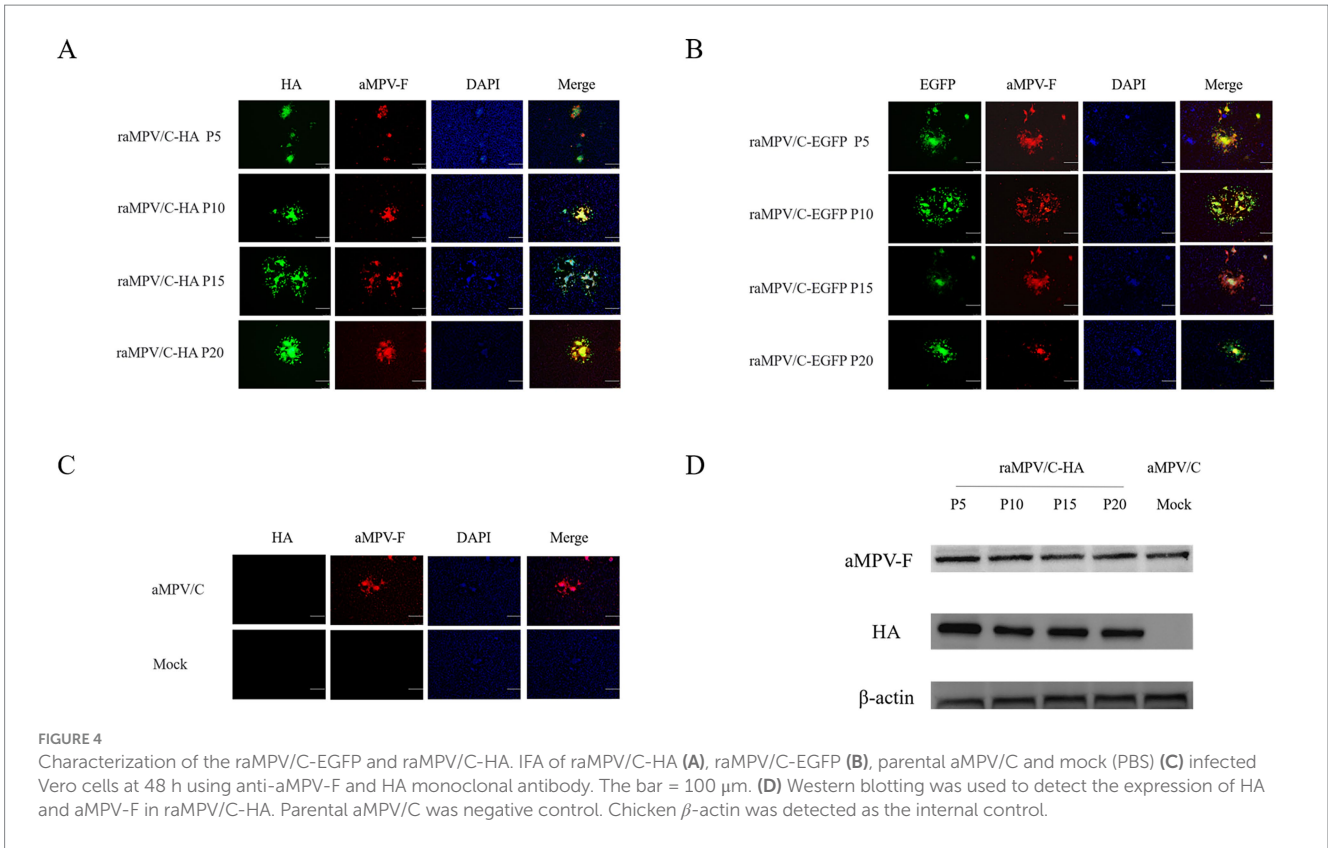 A
HA aMPV-F DAPI Merge
raMPV/C-HA P5
raMPV/C-HA P10
raMPV/C-HA P15
raMPV/C-HA P20
B
EGFP aMPV-F DAPI Merge
raMPV/C-EGFP P5
raMPV/C-EGFP P10
raMPV/C-EGFP P15
raMPV/C-EGFP P20
C
HA aMPV-F DAPI Merge
aMPV/C
Mock
D
raMPV/C-HA aMPV/C
P5 P10 P15 P20 Mock
aMPV-F
HA
β-actin
FIGURE 4
Characterization of the raMPV/C-EGFP and raMPV/C-HA. IFA of raMPV/C-HA (A), raMPV/C-EGFP (B), parental aMPV/C and mock (PBS) (C) infected
Vero cells at 48 h using anti-aMPV-F and HA monoclonal antibody. The bar = 100 μm. (D) Western blotting was used to detect the expression of HA
and aMPV-F in raMPV/C-HA. Parental aMPV/C was negative control. Chicken β-actin was detected as the internal control.